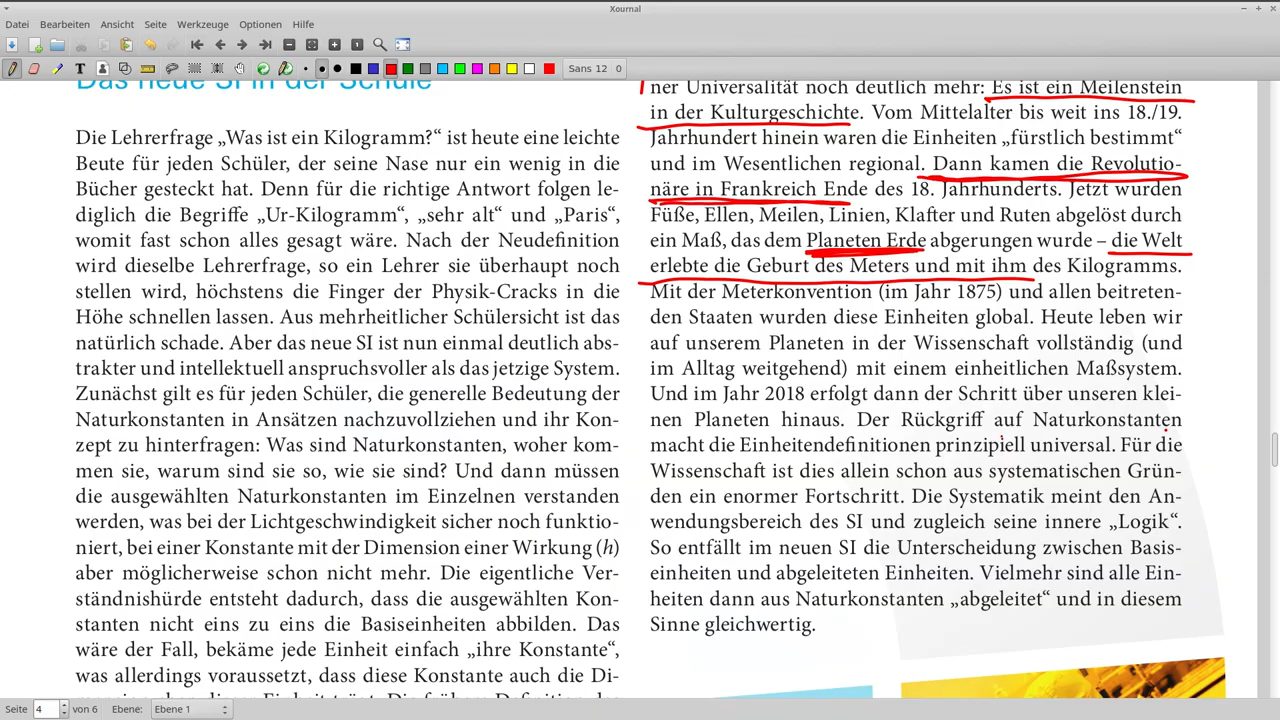 Xournal
Datei Bearbeiten Ansicht Seite Werkzeuge Optionen Hilfe
Sans 12 0
Das neue SI in der Schule
Die Lehrerfrage „Was ist ein Kilogramm?“ ist heute eine leichte
Beute für jeden Schüler, der seine Nase nur ein wenig in die
Bücher gesteckt hat. Denn für die richtige Antwort folgen le-
diglich die Begriffe „Ur-Kilogramm“, „sehr alt“ und „Paris“,
womit fast schon alles gesagt wäre. Nach der Neudefinition
wird dieselbe Lehrerfrage, so ein Lehrer sie überhaupt noch
stellen wird, höchstens die Finger der Physik-Cracks in die
Höhe schnellen lassen. Aus mehrheitlicher Schülersicht ist das
natürlich schade. Aber das neue SI ist nun einmal deutlich abs-
trakter und intellektuell anspruchsvoller als das jetzige System.
Zunächst gilt es für jeden Schüler, die generelle Bedeutung der
Naturkonstanten in Ansätzen nachzuvollziehen und ihr Kon-
zept zu hinterfragen: Was sind Naturkonstanten, woher kom-
men sie, warum sind sie so, wie sie sind? Und dann müssen
die ausgewählten Naturkonstanten im Einzelnen verstanden
werden, was bei der Lichtgeschwindigkeit sicher noch funktio-
niert, bei einer Konstante mit der Dimension einer Wirkung (h)
aber möglicherweise schon nicht mehr. Die eigentliche Ver-
ständnishürde entsteht dadurch, dass die ausgewählten Kon-
stanten nicht eins zu eins die Basiseinheiten abbilden. Das
wäre der Fall, bekäme jede Einheit einfach „ihre Konstante“,
was allerdings voraussetzt, dass diese Konstante auch die Di-
ner Universalität noch deutlich mehr: Es ist ein Meilenstein
in der Kulturgeschichte. Vom Mittelalter bis weit ins 18./19.
Jahrhundert hinein waren die Einheiten „fürstlich bestimmt“
und im Wesentlichen regional. Dann kamen die Revolutio-
näre in Frankreich Ende des 18. Jahrhunderts. Jetzt wurden
Füße, Ellen, Meilen, Linien, Klafter und Ruten abgelöst durch
ein Maß, das dem Planeten Erde abgerungen wurde – die Welt
erlebte die Geburt des Meters und mit ihm des Kilogramms.
Mit der Meterkonvention (im Jahr 1875) und allen beitreten-
den Staaten wurden diese Einheiten global. Heute leben wir
auf unserem Planeten in der Wissenschaft vollständig (und
im Alltag weitgehend) mit einem einheitlichen Maßsystem.
Und im Jahr 2018 erfolgt dann der Schritt über unseren klei-
nen Planeten hinaus. Der Rückgriff auf Naturkonstanten
macht die Einheitendefinitionen prinzipiell universal. Für die
Wissenschaft ist dies allein schon aus systematischen Grün-
den ein enormer Fortschritt. Die Systematik meint den An-
wendungsbereich des SI und zugleich seine innere „Logik“.
So entfällt im neuen SI die Unterscheidung zwischen Basis-
einheiten und abgeleiteten Einheiten. Vielmehr sind alle Ein-
heiten dann aus Naturkonstanten „abgeleitet“ und in diesem
Sinne gleichwertig.
Seite 4 von 6 Ebene: Ebene 1